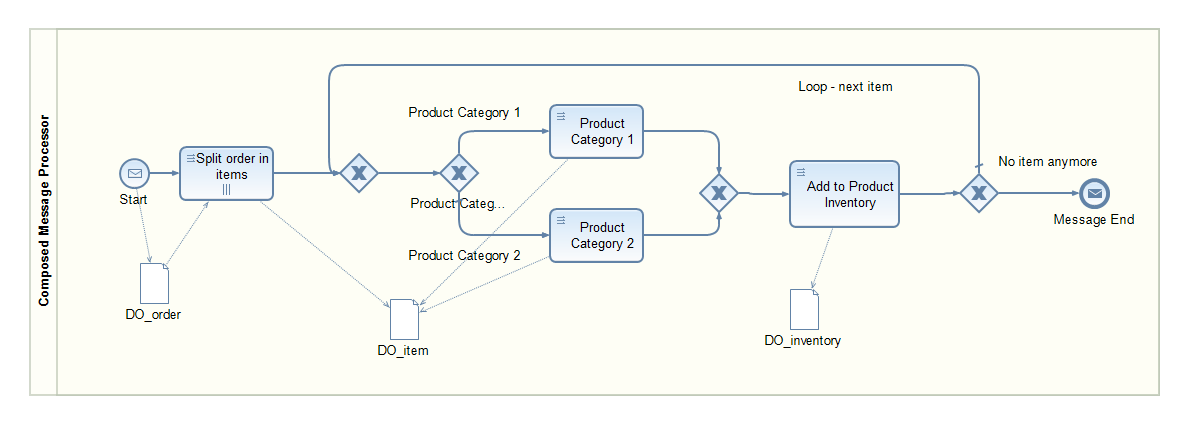 Composed Message Processor
Loop - next item
Product Category 1
Product
Category 1
Split order in
items
No item anymore
Start
Add to Product
Inventory
Product Categ...
Message End
Product
Category 2
Product Category 2
DO_order
DO_item
DO_inventory